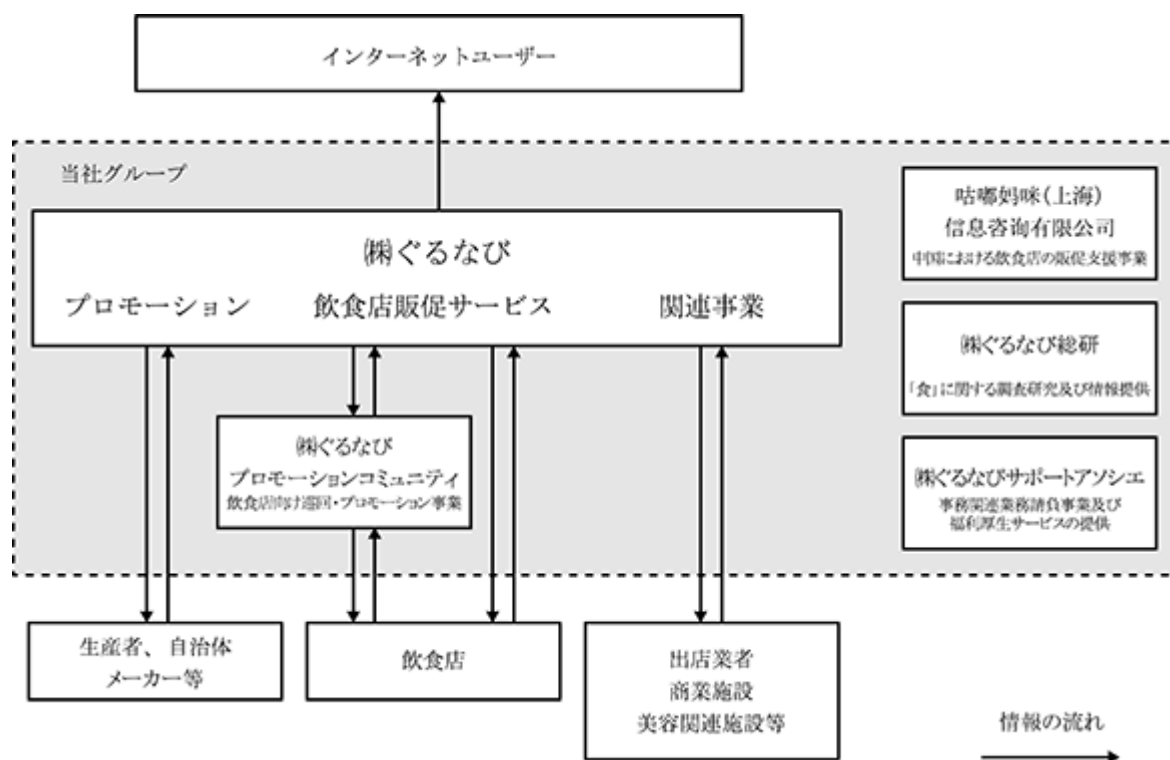 インターネットユーザー
当社グループ
㈱ぐるなび
プロモーション 飲食店販促サービス 関連事業
咕嘟妈咪(上海)
信息咨询有限公司
中国における飲食店の販促支援事業
㈱ぐるなび総研
「食」に関する調査研究及び情報提供
㈱ぐるなびサポートアソシエ
事務関連業務請負事業及び
福利厚生サービスの提供
㈱ぐるなび
プロモーションコミュニティ
飲食店向け巡回・プロモーション事業
生産者、自治体
メーカー等
飲食店
出店業者
商業施設
美容関連施設等
情報の流れ